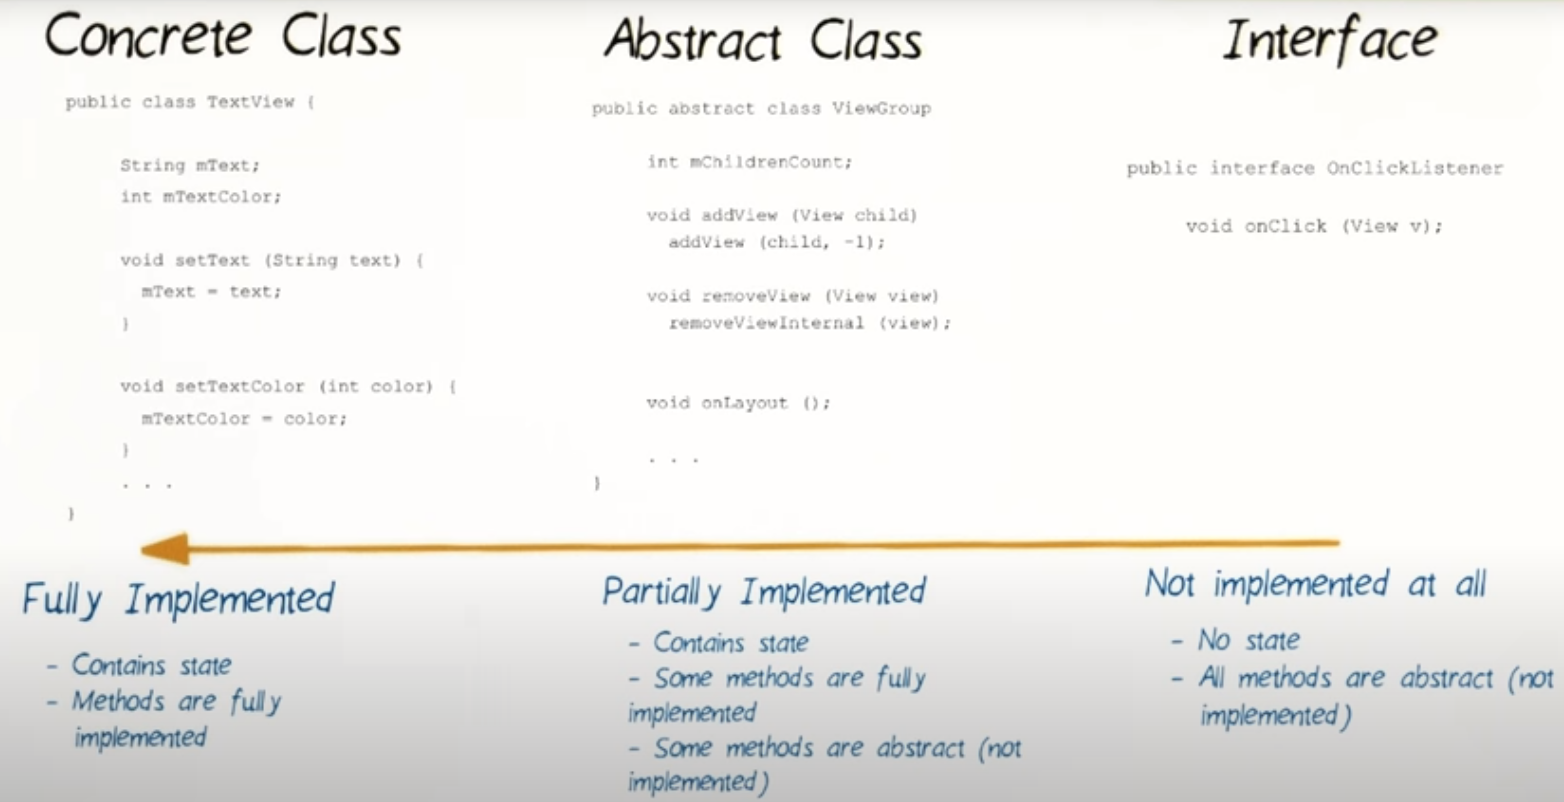 Concrete Class
public class TextView {
String mText;
int mTextColor;
void setText (String text) {
mText = text;
}
void setTextColor (int color) {
mTextColor = color;
}
. . .
}
Fully Implemented
- Contains state
- Methods are fully
implemented
Abstract Class
public abstract class ViewGroup
int mChildrenCount;
void addView (View child)
addView (child, -1);
void removeView (View view)
removeViewInternal (view);
void onLayout ();
. . .
}
Partially Implemented
- Contains state
- Some methods are fully
implemented
- Some methods are abstract (not
implemented)
Interface
public interface OnClickListener
void onClick (View v);
Not implemented at all
- No state
- All methods are abstract (not
implemented)